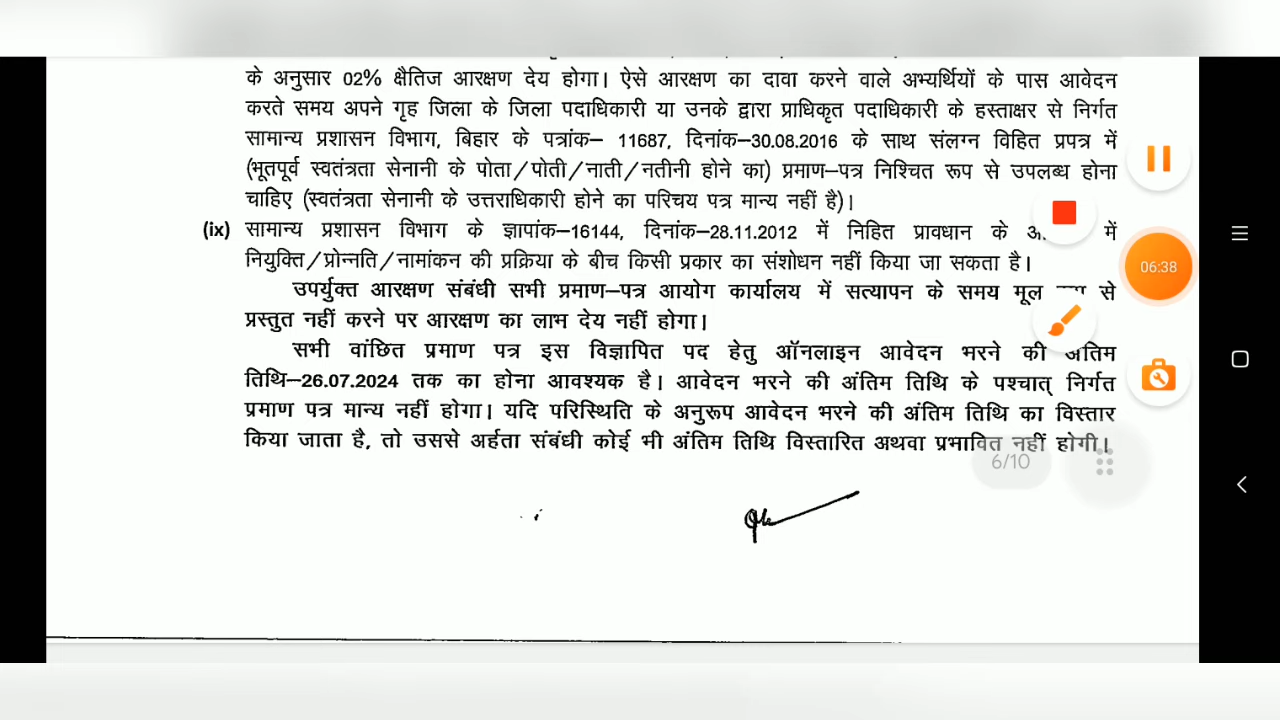 के अनुसार 02% क्षैतिज आरक्षण देय होगा। ऐसे आरक्षण का दावा करने वाले अभ्यर्थियों के पास आवेदन
करते समय अपने गृह जिला के जिला पदाधिकारी या उनके द्वारा प्राधिकृत पदाधिकारी के हस्ताक्षर से निर्गत
सामान्य प्रशासन विभाग, बिहार के पत्रांक– 11687, दिनांक–30.08.2016 के साथ संलग्न विहित प्रपत्र में
(भूतपूर्व स्वतंत्रता सेनानी के पोता/पोती/नाती/नतीनी होने का) प्रमाण–पत्र निश्चित रूप से उपलब्ध होना
चाहिए (स्वतंत्रता सेनानी के उत्तराधिकारी होने का परिचय पत्र मान्य नहीं है)।
(ix) सामान्य प्रशासन विभाग के ज्ञापांक–16144, दिनांक–28.11.2012 में निहित प्रावधान के में
नियुक्ति/प्रोन्नति/नामांकन की प्रक्रिया के बीच किसी प्रकार का संशोधन नहीं किया जा सकता है।
06:38
उपर्युक्त आरक्षण संबंधी सभी प्रमाण–पत्र आयोग कार्यालय में सत्यापन के समय मूल से
प्रस्तुत नहीं करने पर आरक्षण का लाभ देय नहीं होगा।
सभी वांछित प्रमाण पत्र इस विज्ञापित पद हेतु ऑनलाइन आवेदन भरने की अंतिम
तिथि–26.07.2024 तक का होना आवश्यक है। आवेदन भरने की अंतिम तिथि के पश्चात् निर्गत
प्रमाण पत्र मान्य नहीं होगा। यदि परिस्थिति के अनुरूप आवेदन भरने की अंतिम तिथि का विस्तार
किया जाता है, तो उससे अर्हता संबंधी कोई भी अंतिम तिथि विस्तारित अथवा प्रभावित नहीं होगी।
6/10